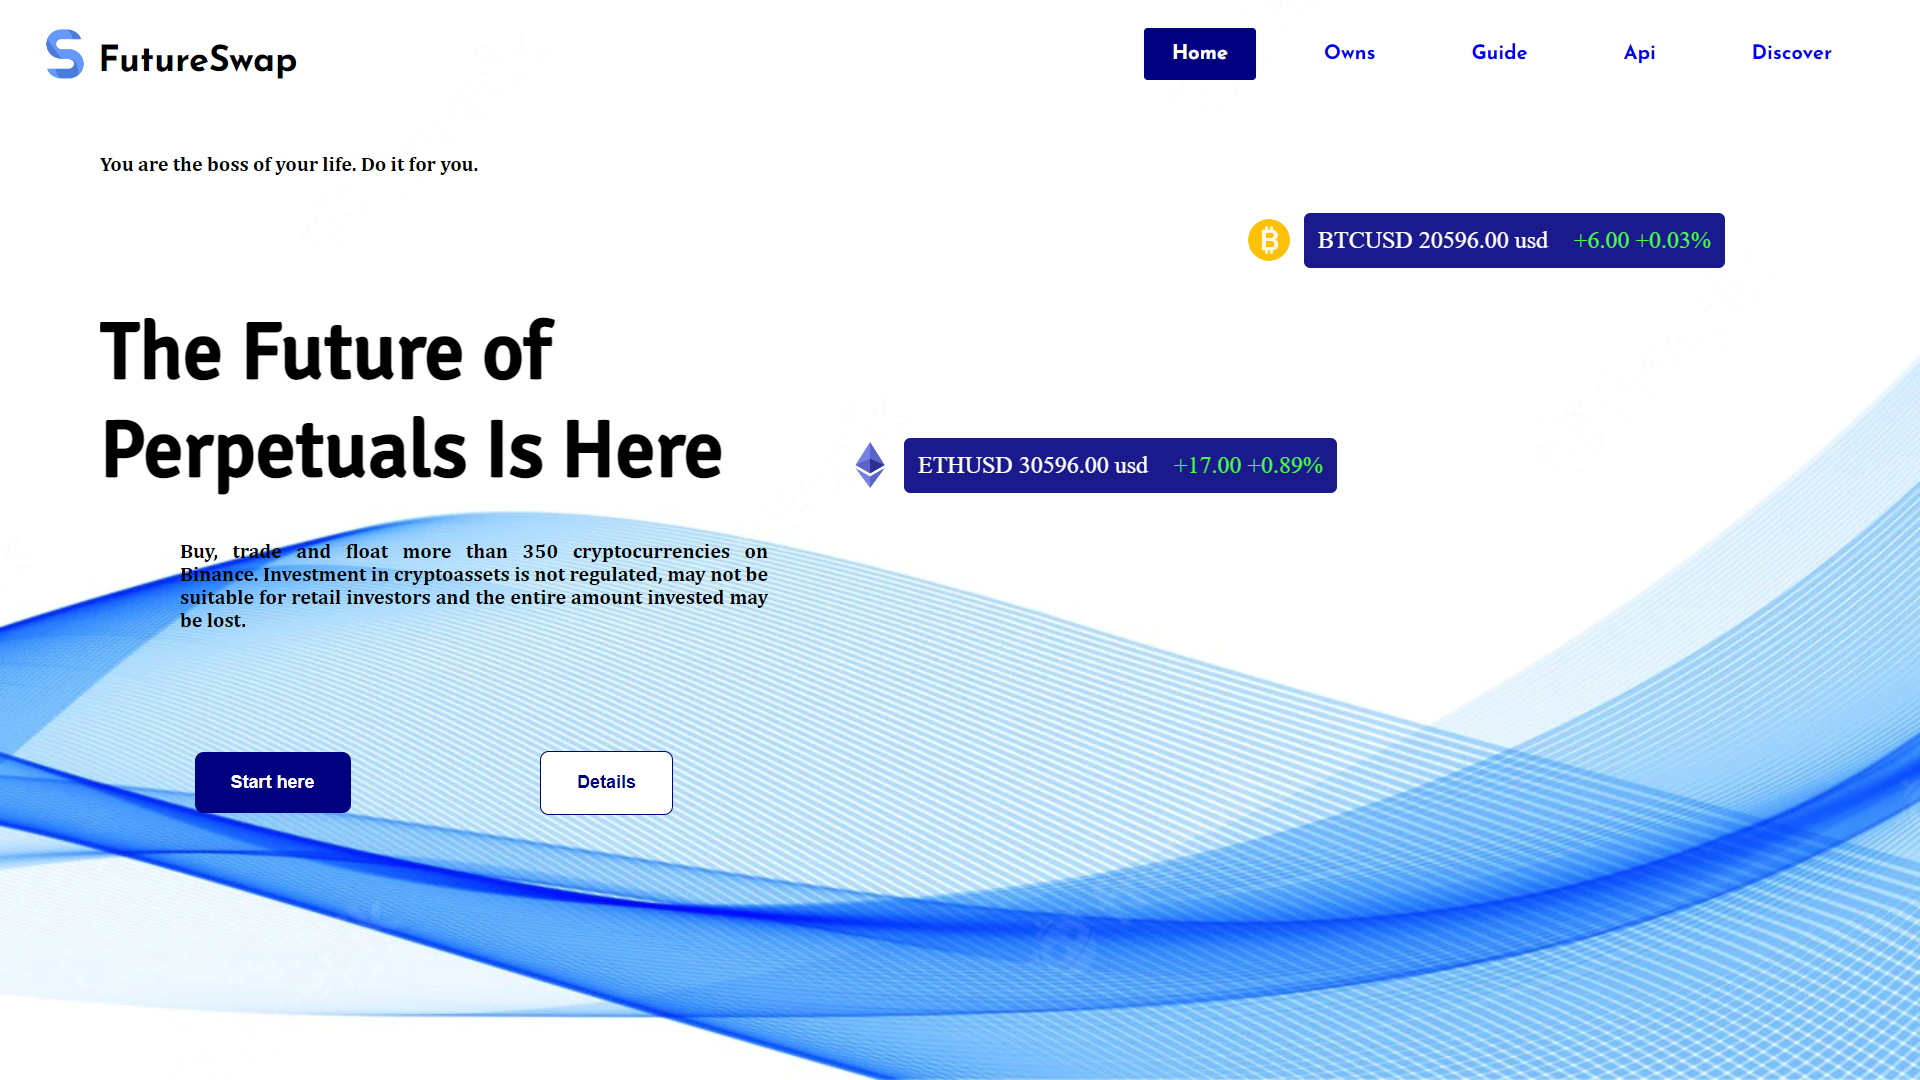 FutureSwap
Home
Owns
Guide
Api
Discover
You are the boss of your life. Do it for you.
BTCUSD 20596.00 usd +6.00 +0.03%
The Future of
Perpetuals Is Here
ETHUSD 30596.00 usd +17.00 +0.89%
Buy, trade and float more than 350 cryptocurrencies on
Binance. Investment in cryptoassets is not regulated, may not be
suitable for retail investors and the entire amount invested may
be lost.
Start here
Details